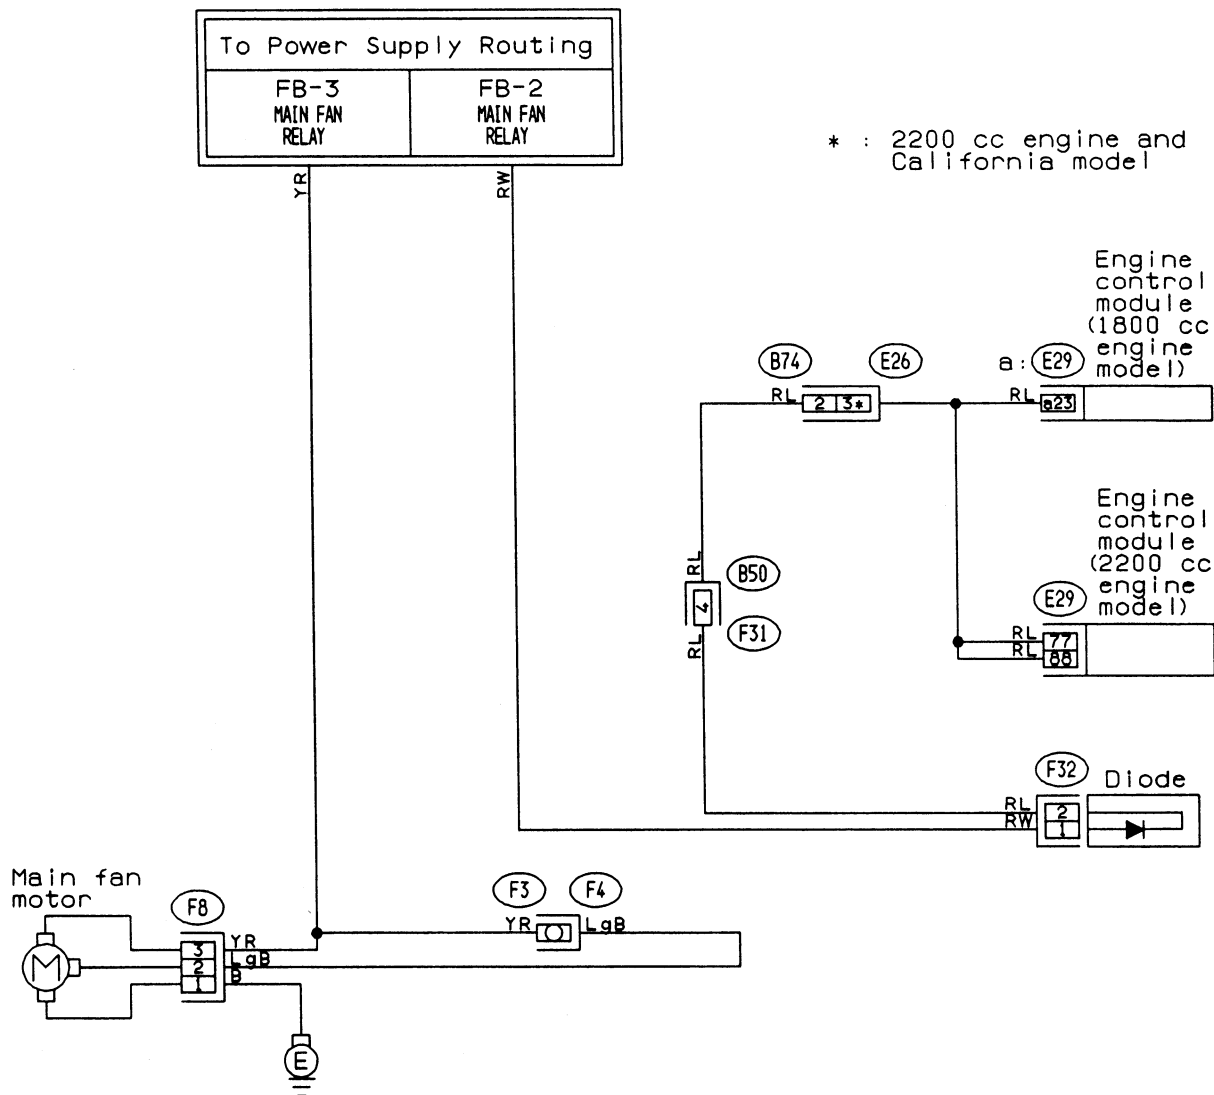 To Power Supply Routing
FB-3
MAIN FAN
RELAY
FB-2
MAIN FAN
RELAY
* : 2200 cc engine and
California model
YR
RW
Engine
control
module
(1800 cc
engine
model)
B74
E26
a: E29
RL
2 3*
RL
a23
Engine
control
module
(2200 cc
engine
model)
RL
B50
4
F31
RL
E29
RL
77
RL
88
F32
Diode
RL
2
RW
1
Main fan
motor
F8
F3
F4
YR
LgB
M
3
YR
2
LgB
1
B
E